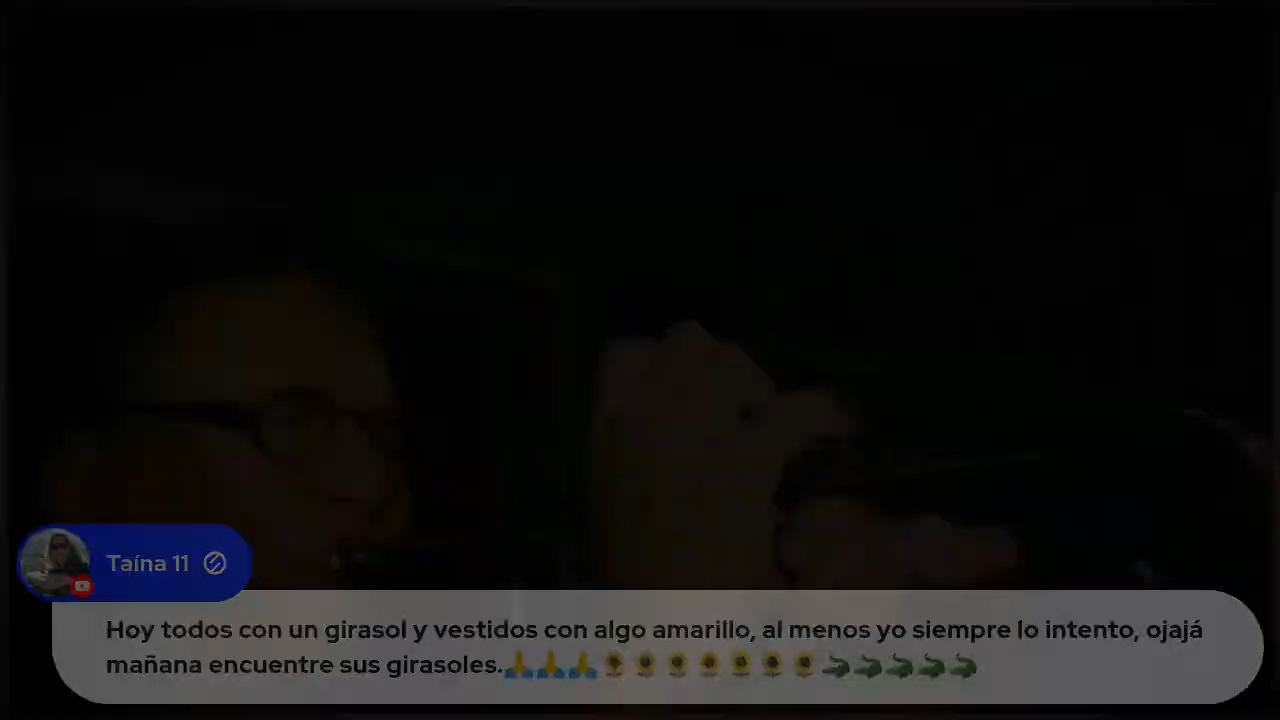 Taína 11
Hoy todos con un girasol y vestidos con algo amarillo, al menos yo siempre lo intento, ojajá
mañana encuentre sus girasoles.🙏🙏🙏🌻🌻🌻🌻🌻🌻🌻🐊🐊🐊🐊🐊